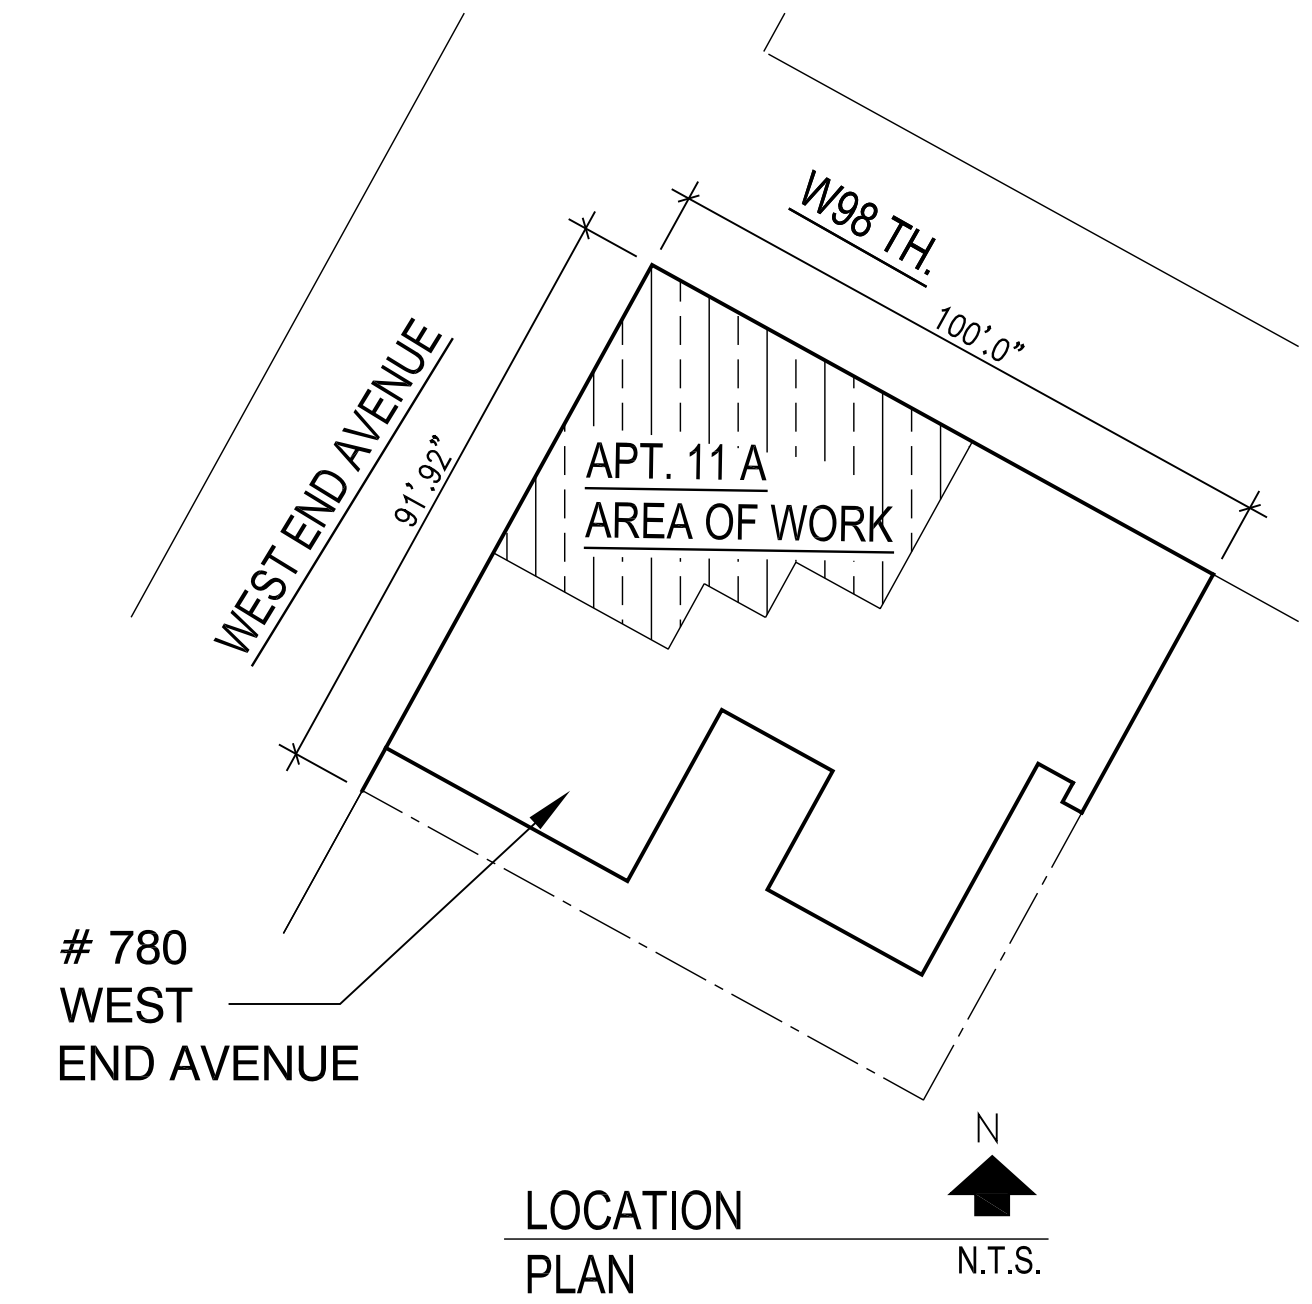 W98 TH.
100'.0"
WEST END AVENUE
91'.92"
APT. 11 A
AREA OF WORK
# 780
WEST
END AVENUE
N
LOCATION
PLAN
N.T.S.